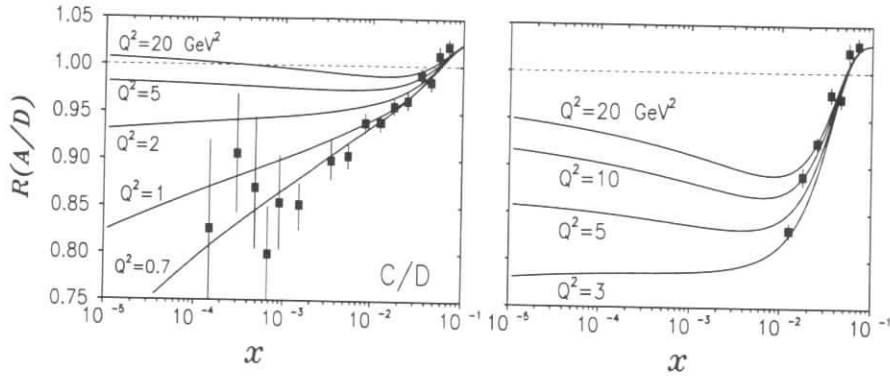 R(A/D)
1.05
1.00
0.95
0.90
0.85
0.80
0.75
Q²=20 GeV²
Q²=5
Q²=2
Q²=1
Q²=0.7
C/D
10⁻⁵ 10⁻⁴ 10⁻³ 10⁻² 10⁻¹
x
Q²=20 GeV²
Q²=10
Q²=5
Q²=3
10⁻⁵ 10⁻⁴ 10⁻³ 10⁻² 10⁻¹
x